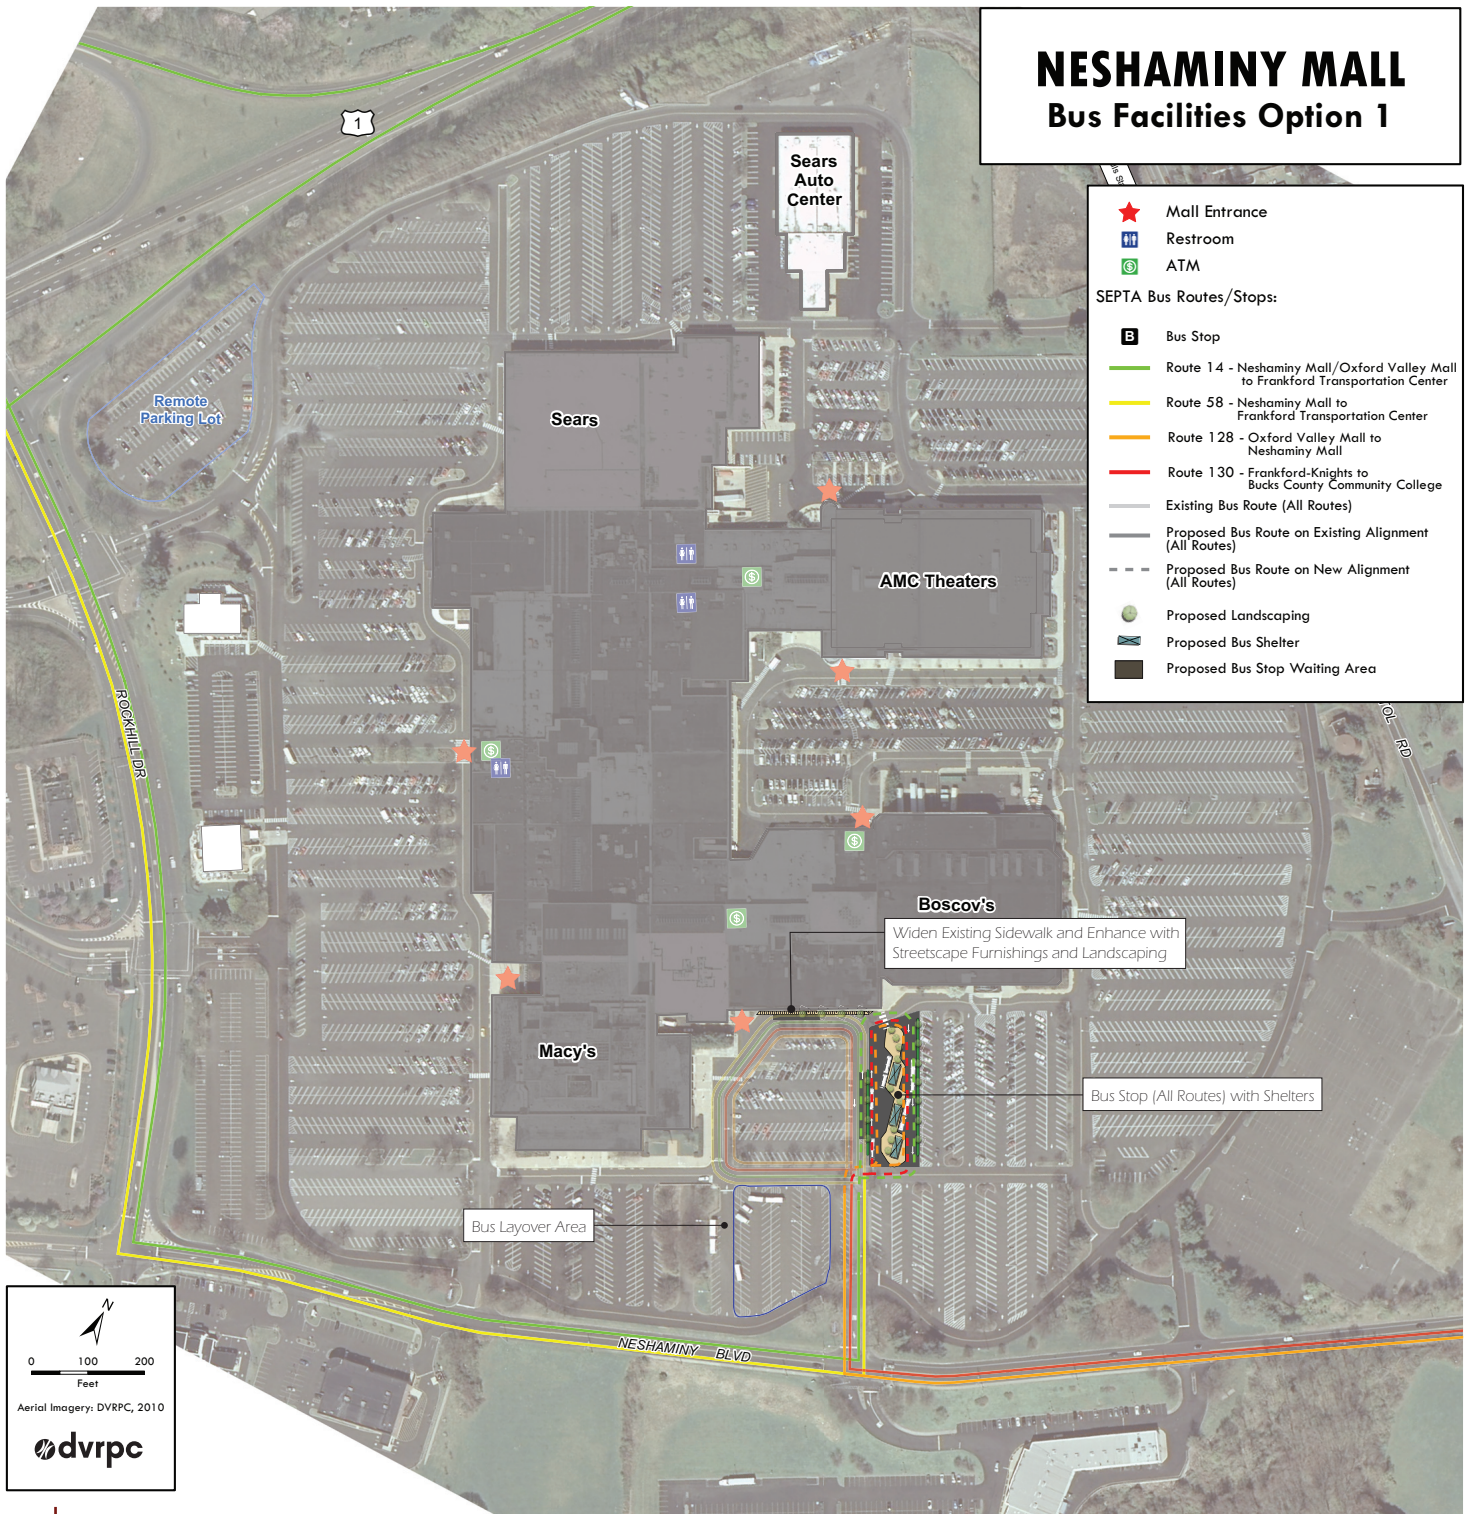 NESHAMINY MALL
Bus Facilities Option 1
1
Sears
Auto
Center
Mall Entrance
Restroom
$ ATM
SEPTA Bus Routes/Stops:
B Bus Stop
Route 14 - Neshaminy Mall/Oxford Valley Mall
to Frankford Transportation Center
Route 58 - Neshaminy Mall to
Frankford Transportation Center
Route 128 - Oxford Valley Mall to
Neshaminy Mall
Route 130 - Frankford-Knights to
Bucks County Community College
Existing Bus Route (All Routes)
Proposed Bus Route on Existing Alignment
(All Routes)
Proposed Bus Route on New Alignment
(All Routes)
Proposed Landscaping
Proposed Bus Shelter
Proposed Bus Stop Waiting Area
Remote
Parking Lot
Sears
AMC Theaters
$
ROCKHILL DR
RD
$
$
Boscov's
$
Widen Existing Sidewalk and Enhance with
Streetscape Furnishings and Landscaping
Macy's
Bus Stop (All Routes) with Shelters
Bus Layover Area
NESHAMINY BLVD
N
0 100 200
Feet
Aerial Imagery: DVRPC, 2010
dvrpc